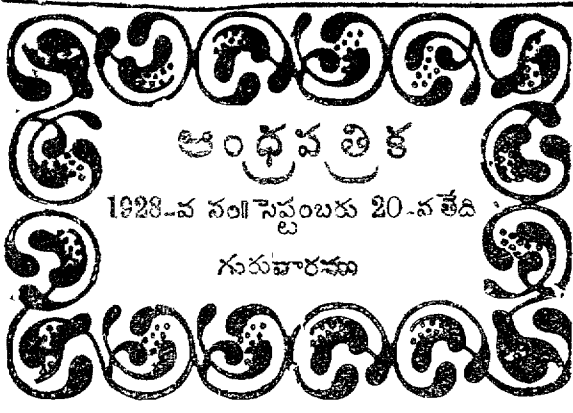 ఆంధ్రపత్రిక
1928-వ సం॥ సెప్టంబరు 20-వ తేది
గురువారము